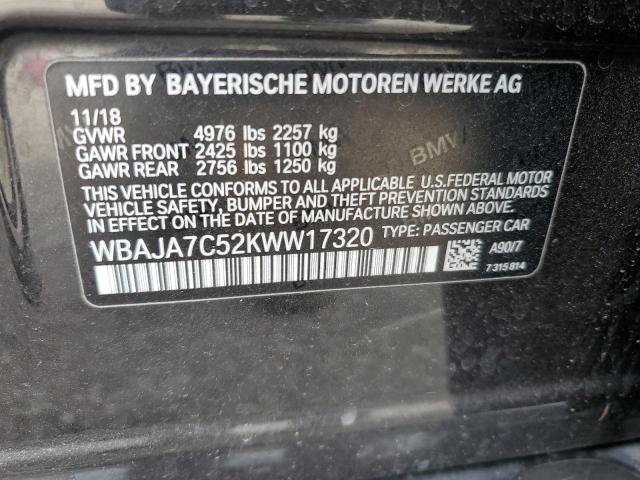 MFD BY BAYERISCHE MOTOREN WERKE AG
11/18
GVWR 4976 lbs 2257 kg
GAWR FRONT 2425 lbs 1100 kg
GAWR REAR 2756 lbs 1250 kg
THIS VEHICLE CONFORMS TO ALL APPLICABLE U.S.FEDERAL MOTOR
VEHICLE SAFETY, BUMPER AND THEFT PREVENTION STANDARDS
IN EFFECT ON THE DATE OF MANUFACTURE SHOWN ABOVE.
WBAJA7C52KWW17320 TYPE: PASSENGER CAR
A90/7
7315814
BMW